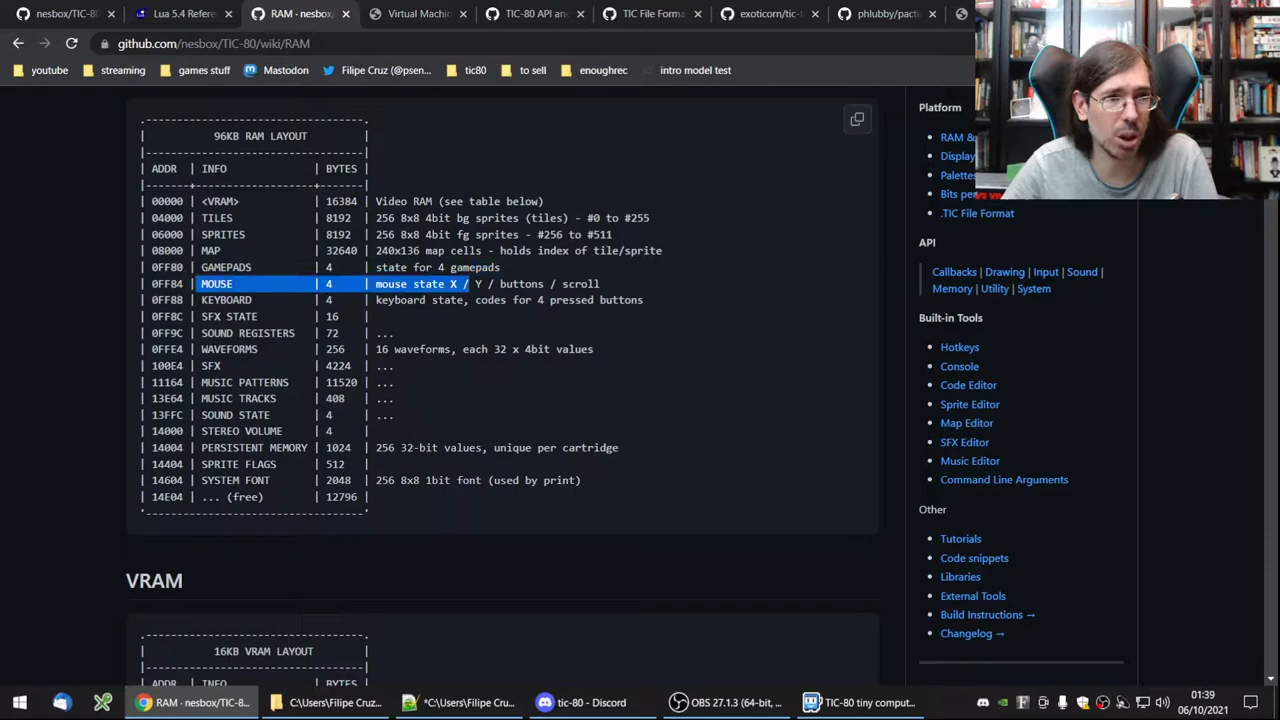 nesbox/TIC-80
Lua 5.4 Refere
RAM · nesbox/
Virtual Machin
TIC-80 API an
TIC File Forma
exoticorn/tic-
phlubby/pacte
github.com/nesbox/TIC-80/wiki/RAM
youtube
streaming
games stuff
Mastodon
Filipe Cruz (@psen...
tic80
to sell
enoughrec
intro model test
96KB RAM LAYOUT
ADDR | INFO | BYTES
00000 | <VRAM> | 16384 | Video RAM (see table below)
04000 | TILES | 8192 | 256 8x8 4bit bg sprites (tiles) - #0 to #255
06000 | SPRITES | 8192 | 256 8x8 4bit fg sprites - #256 to #511
08000 | MAP | 32640 | 240x136 map cells - holds index of tile/sprite
0FF80 | GAMEPADS | 4 | state for 4 gamepads
0FF84 | MOUSE | 4 | mouse state X / Y / buttons / scroll
0FF88 | KEYBOARD | 4 | keyboard state, codes for 4 pressed buttons
0FF8C | SFX STATE | 16 |
0FF9C | SOUND REGISTERS | 72 | ...
0FFE4 | WAVEFORMS | 256 | 16 waveforms, each 32 x 4bit values
100E4 | SFX | 4224 | ...
11164 | MUSIC PATTERNS | 11520 | ...
13E64 | MUSIC TRACKS | 408 | ...
13FFC | SOUND STATE | 4 | ...
14000 | STEREO VOLUME | 4 |
14004 | PERSISTENT MEMORY | 1024 | 256 32-bit values, unique per cartridge
14404 | SPRITE FLAGS | 512 |
14604 | SYSTEM FONT | 2048 | 256 8x8 1bit font (used by print)
14E04 | ... (free) | 12796 |
VRAM
16KB VRAM LAYOUT
ADDR | INFO | BYTES
Platform
RAM &
Display
Palettes
Bits pe
.TIC File Format
API
Callbacks | Drawing | Input | Sound |
Memory | Utility | System
Built-in Tools
Hotkeys
Console
Code Editor
Sprite Editor
Map Editor
SFX Editor
Music Editor
Command Line Arguments
Other
Tutorials
Code snippets
Libraries
External Tools
Build Instructions →
Changelog →
RAM · nesbox/TIC-8...
C:\Users\Filipe Cruz...
*C:\Users\Filipe Cruz...
tic-80 - Discord
OBS 27.1.3 (64-bit, ...
TIC-80 tiny comput...
01:39
06/10/2021